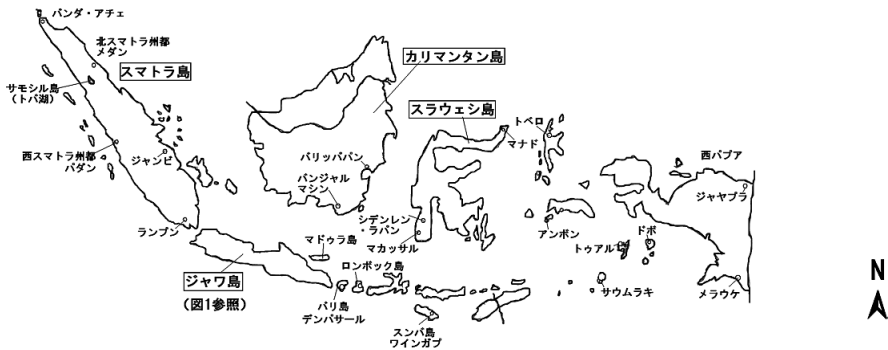 バンダ・アチェ
北スマトラ州都
メダン
スマトラ島
サモシル島
(トバ湖)
西スマトラ州都
パダン
ジャンビ
ランプン
カリマンタン島
バリッパパン
バンジャル
マシン
スラウェシ島
マナド
トベロ
シデンレン
・ラパン
マカッサル
アンボン
西パプア
ジャヤプラ
ドボ
トゥアル
サウムラキ
メラウケ
マドゥラ島
ロンボック島
ジャワ島
(図1参照)
バリ島
デンパサール
スンバ島
ワインガプ
N